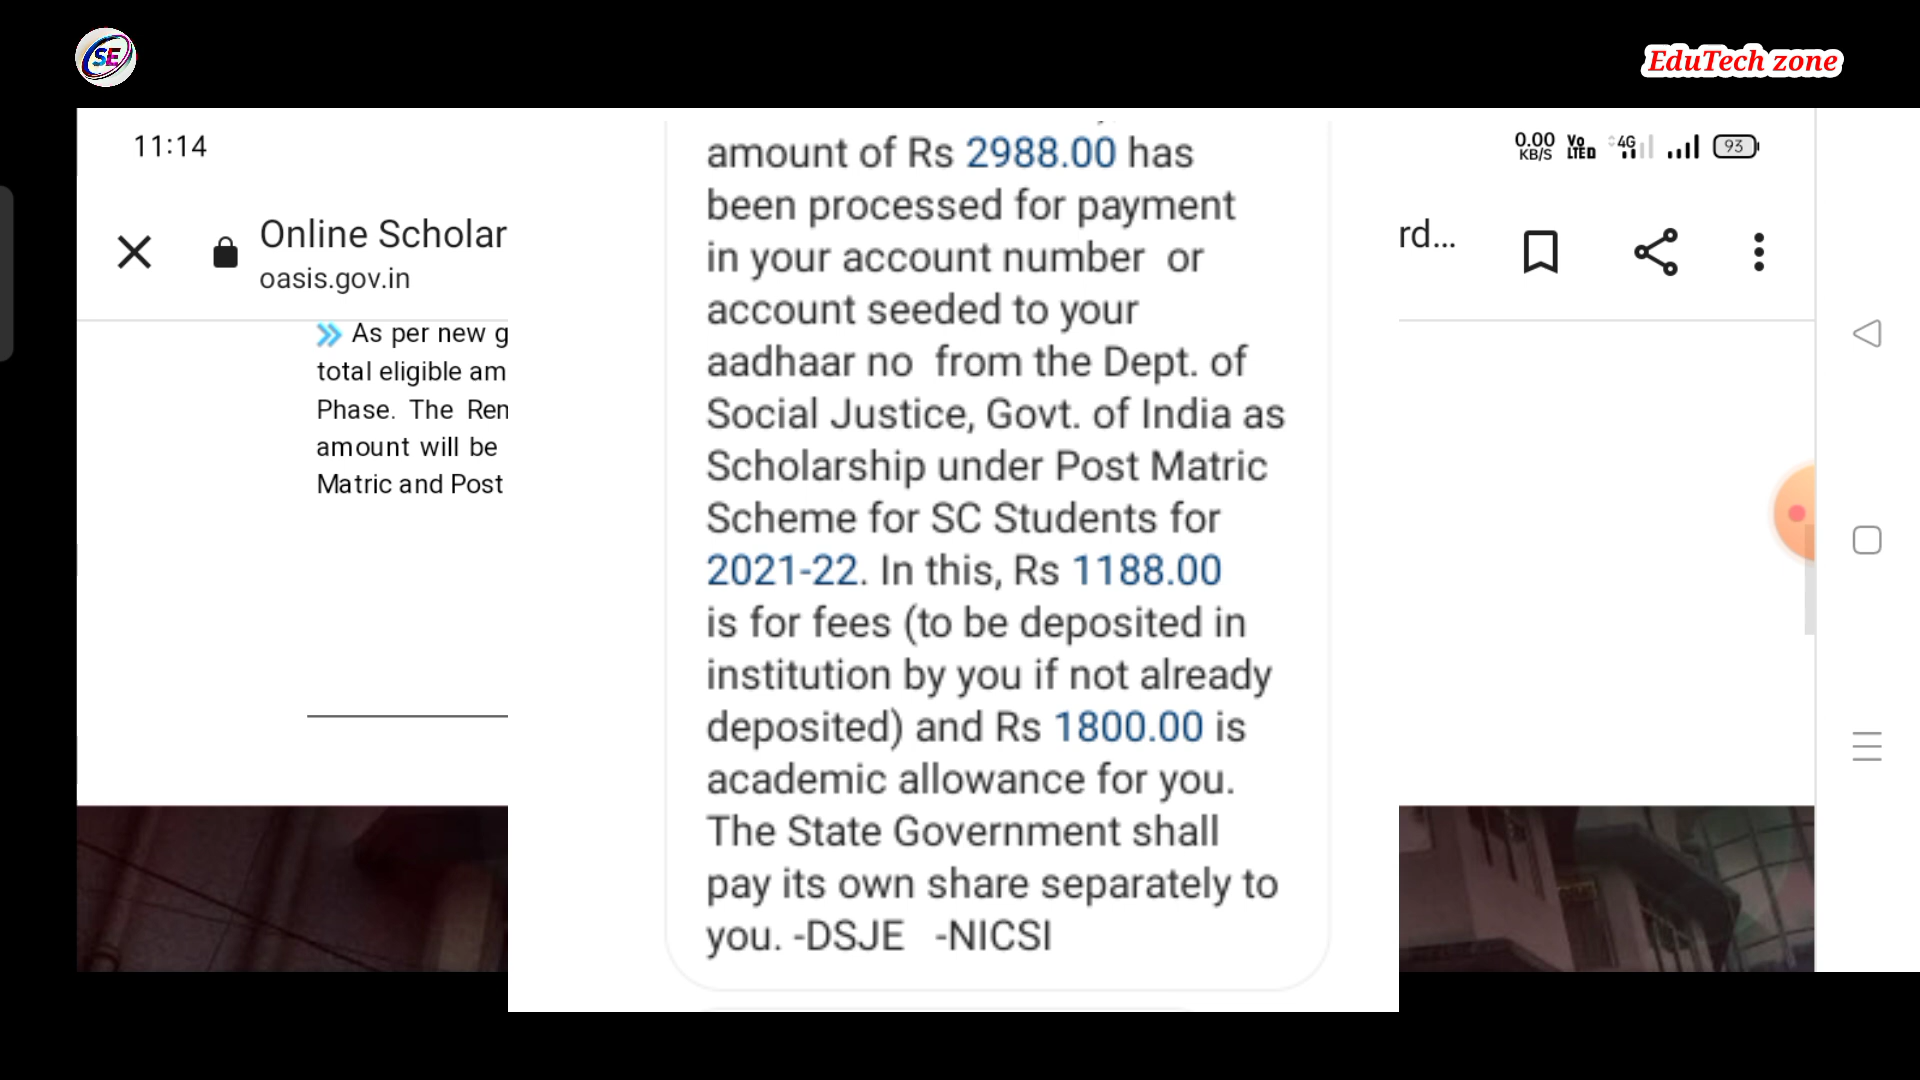 SE
EduTech zone
11:14
0.00 KB/S VoLTED 4G 93
Online Scholar
rd...
oasis.gov.in
As per new g
total eligible am
Phase. The Ren
amount will be
Matric and Post
amount of Rs 2988.00 has
been processed for payment
in your account number or
account seeded to your
aadhaar no from the Dept. of
Social Justice, Govt. of India as
Scholarship under Post Matric
Scheme for SC Students for
2021-22. In this, Rs 1188.00
is for fees (to be deposited in
institution by you if not already
deposited) and Rs 1800.00 is
academic allowance for you.
The State Government shall
pay its own share separately to
you. -DSJE -NICSI